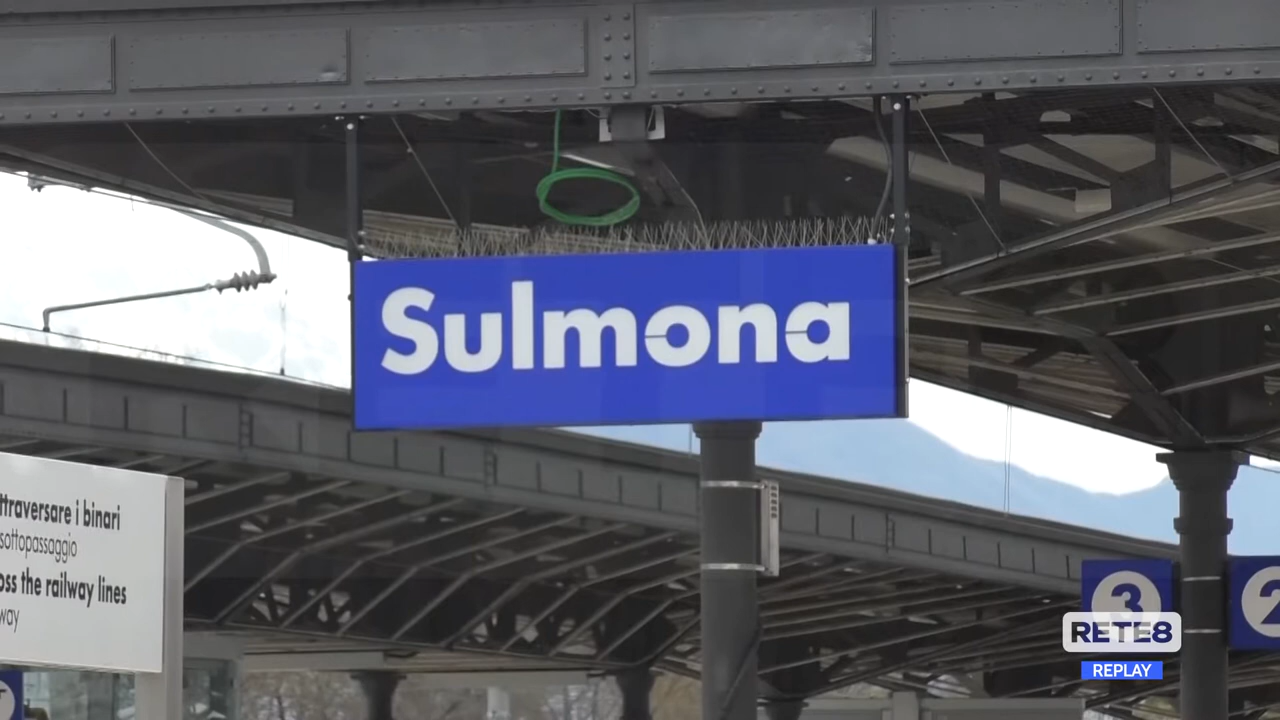 Sulmona
ttraversare i binari
sottopassaggio
oss the railway lines
way
3
2
RETE8
REPLAY